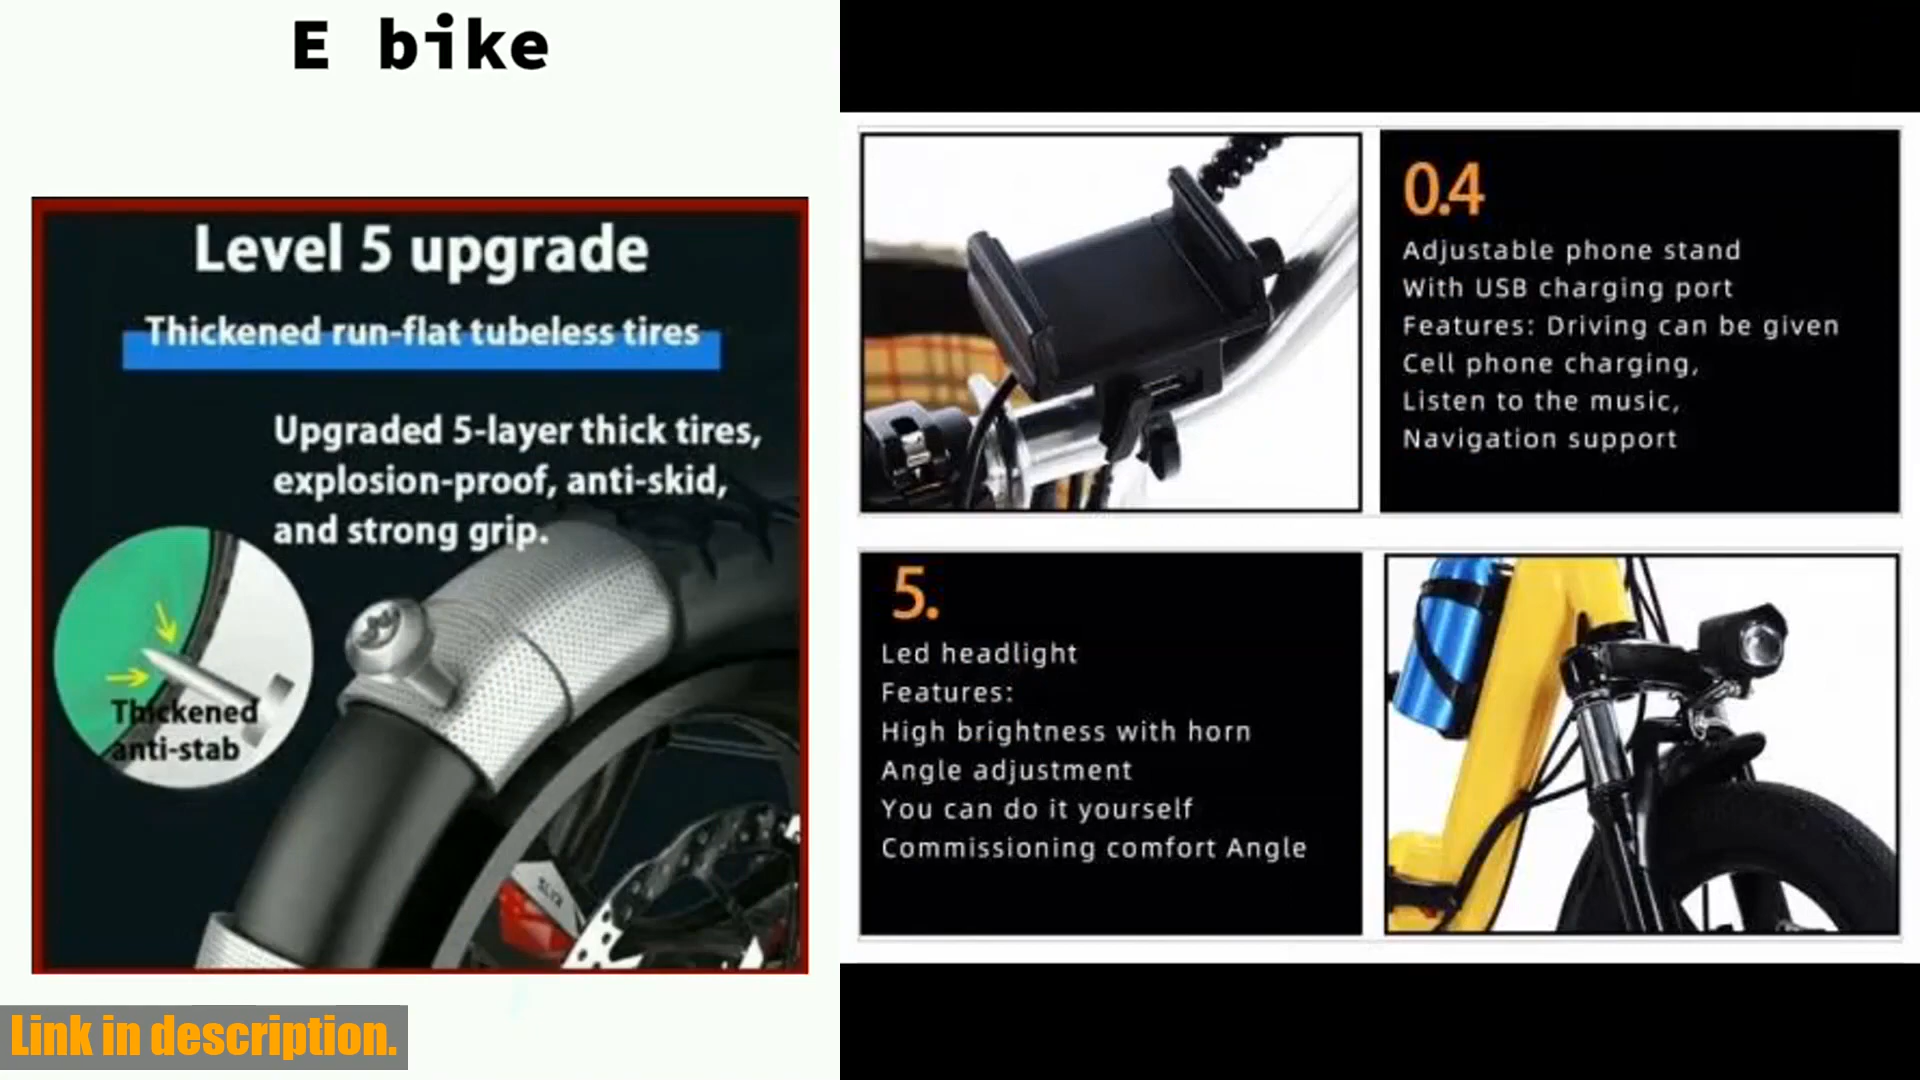 E bike
Level 5 upgrade
Thickened run-flat tubeless tires
Upgraded 5-layer thick tires,
explosion-proof, anti-skid,
and strong grip.
Thickened
anti-stab
Link in description.
0.4
Adjustable phone stand
With USB charging port
Features: Driving can be given
Cell phone charging,
Listen to the music,
Navigation support
5.
Led headlight
Features:
High brightness with horn
Angle adjustment
You can do it yourself
Commissioning comfort Angle